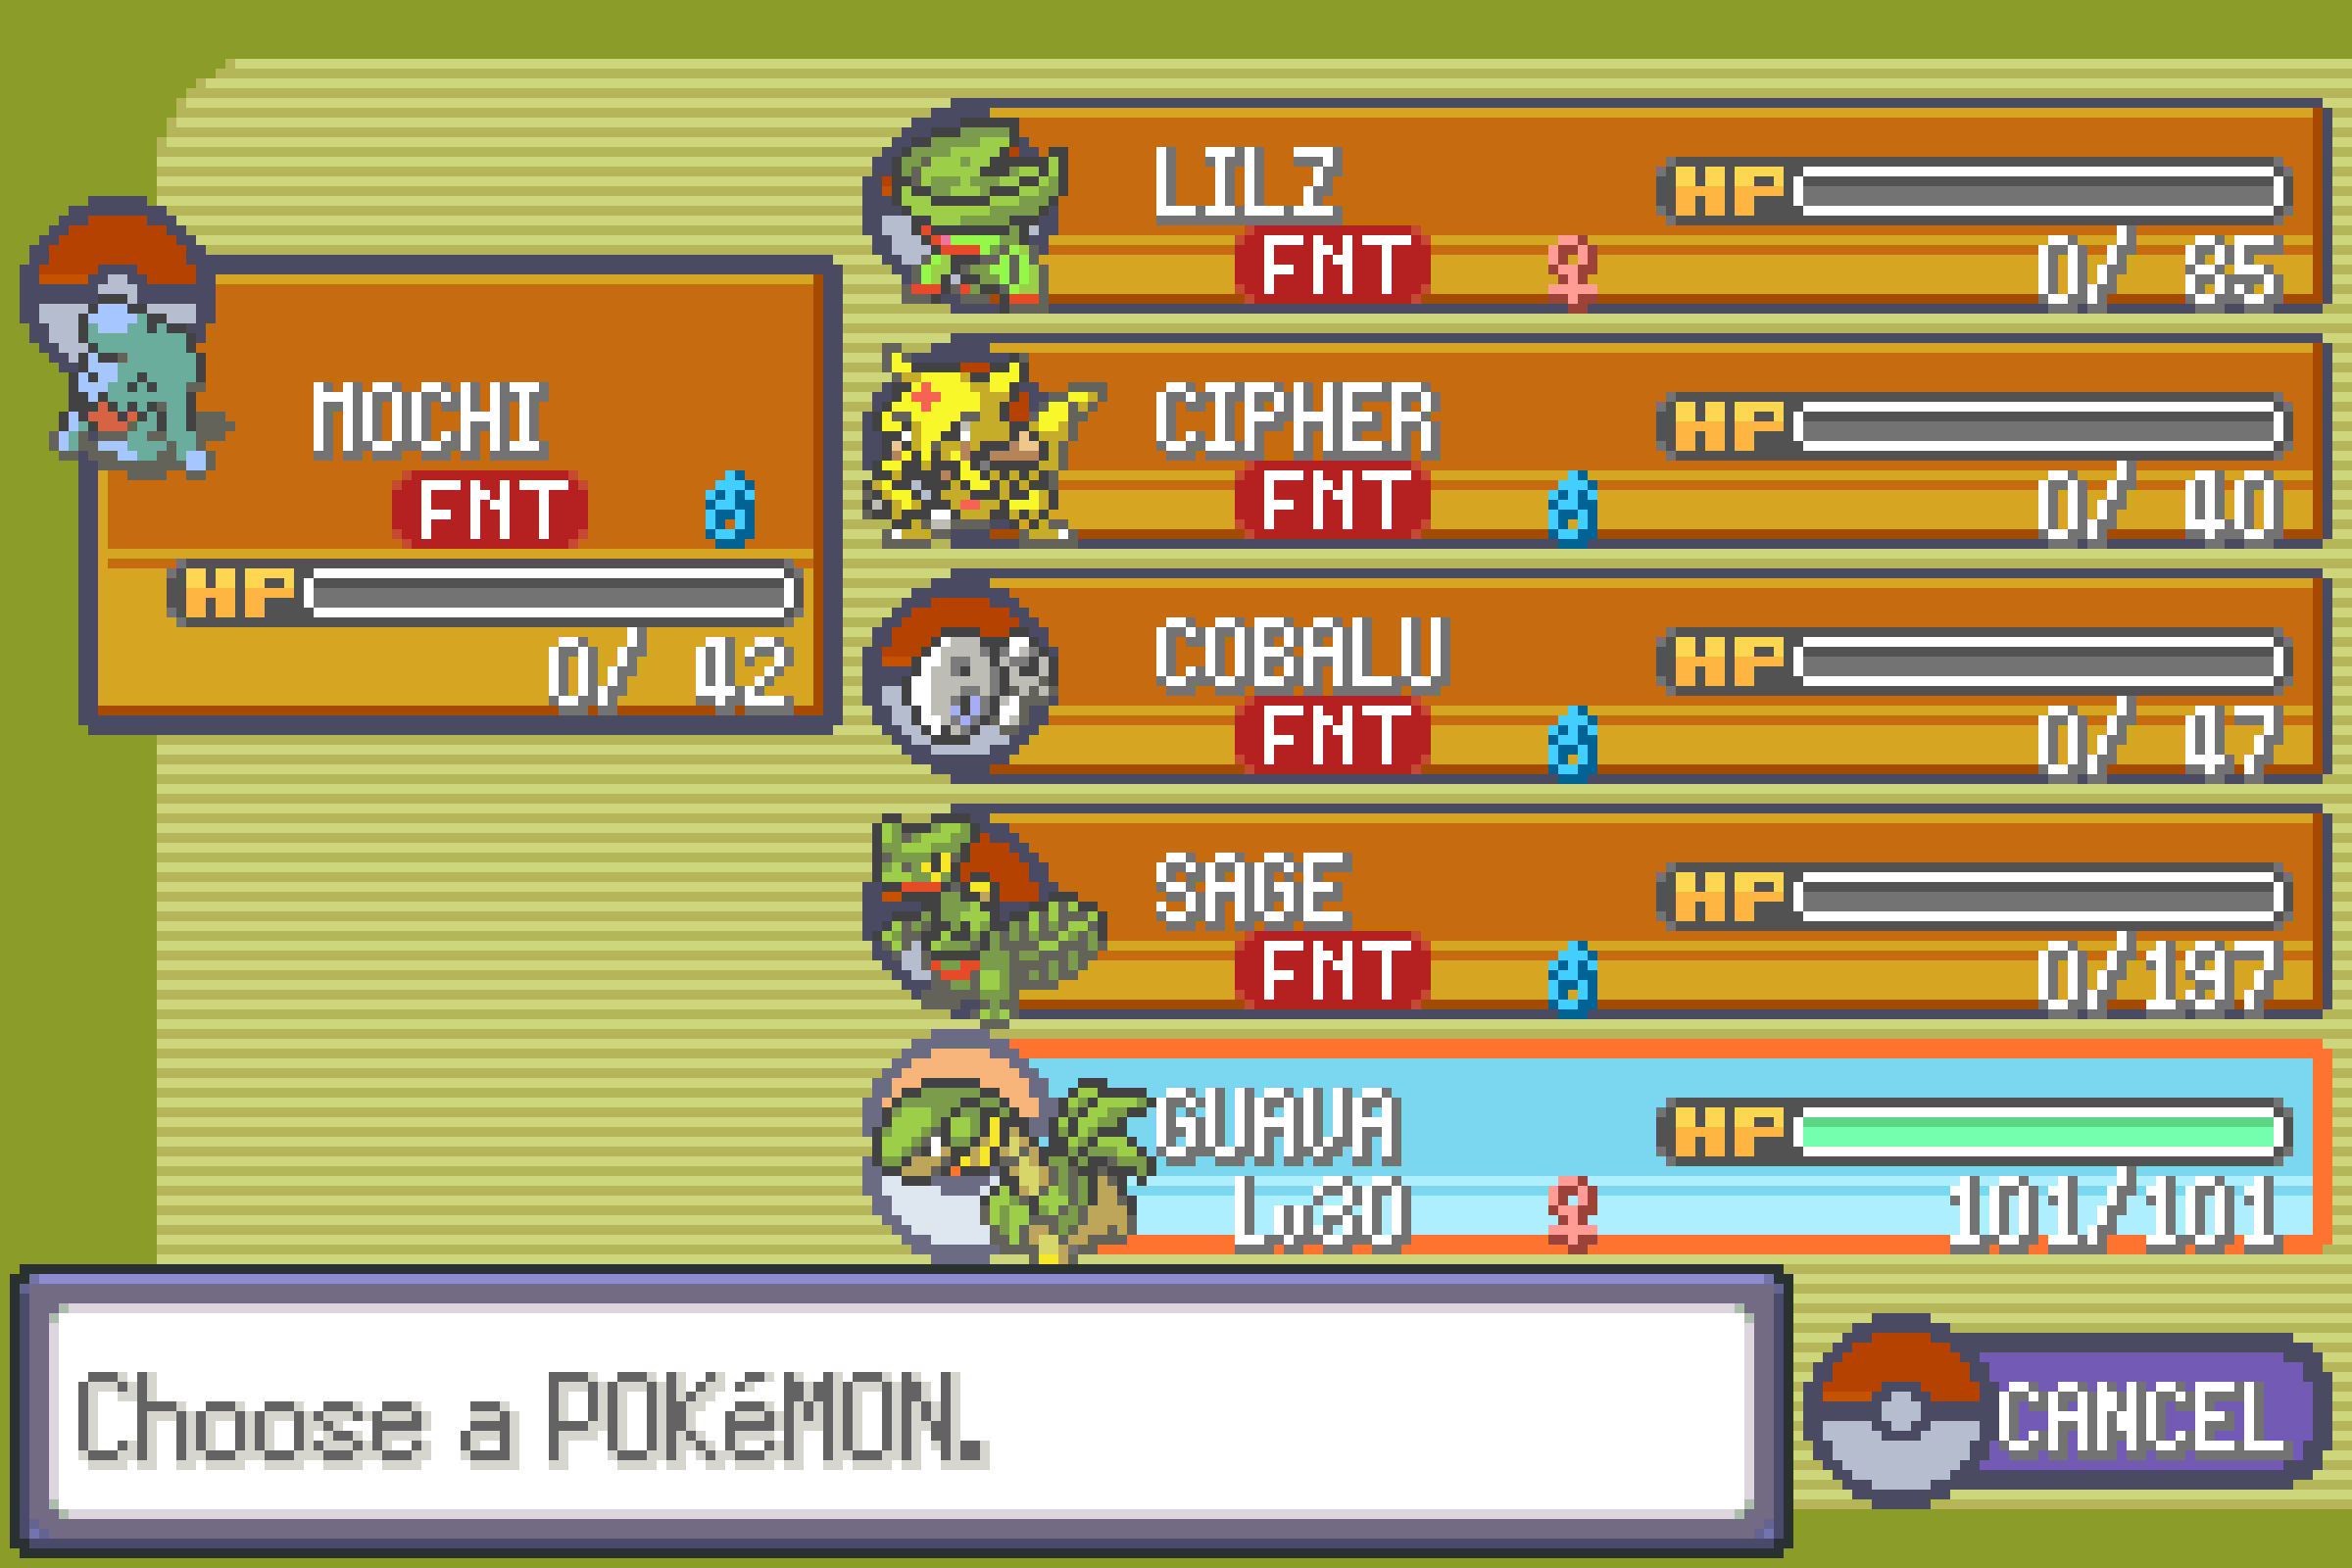 MOCHI
FNT ♂
HP
0/ 42
LILZ HP
FNT ♀ 0/ 85
CIPHER HP
FNT ♂ 0/ 40
COBALU HP
FNT ♂ 0/ 47
SAGE HP
FNT ♂ 0/197
GUAVA HP
Lv30 ♀ 101/101
Choose a POKéMON.
CANCEL